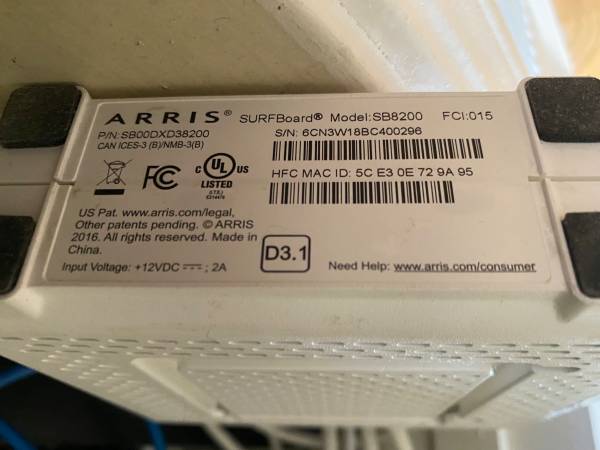 ARRIS® SURFBoard® Model:SB8200 FCI:015
P/N: SB00DXD38200
CAN ICES-3 (B)/NMB-3(B)
S/N: 6CN3W18BC400296
FC
C UL US
LISTED
HFC MAC ID: 5C E3 0E 72 9A 95
US Pat. www.arris.com/legal,
Other patents pending. © ARRIS
2016. All rights reserved. Made in
China.
Input Voltage: +12VDC ; 2A
D3.1
Need Help: www.arris.com/consumer